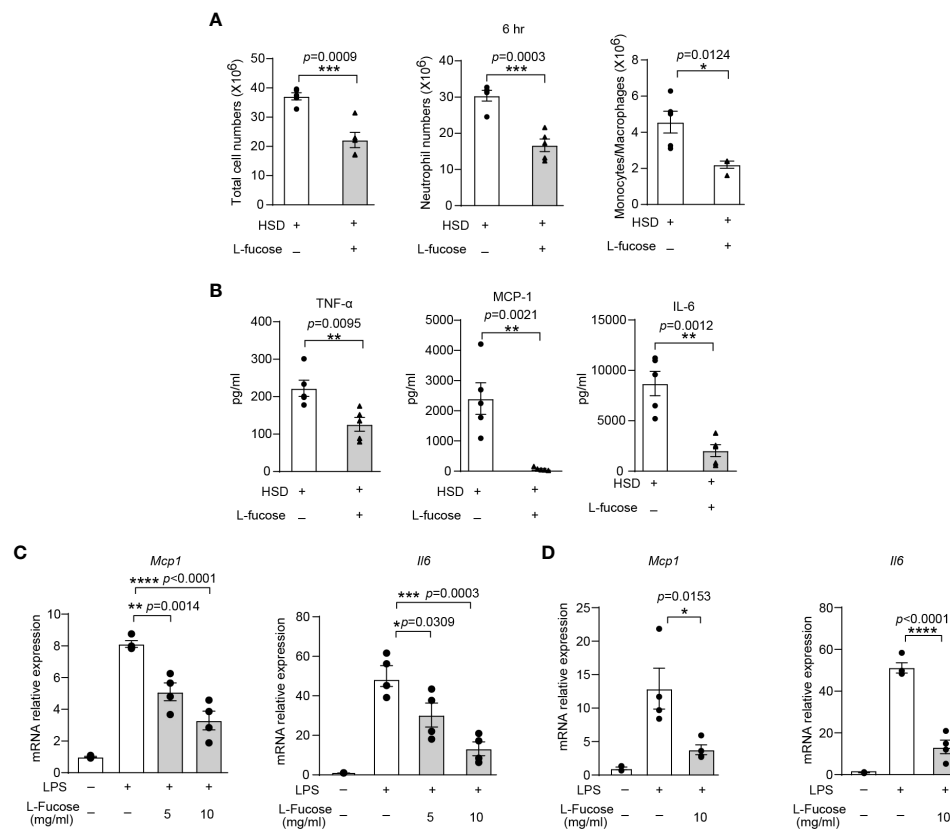 A
6 hr
p=0.0009
***
Total cell numbers (X10⁶)
50
40
30
20
10
0
HSD + +
L-fucose – +
p=0.0003
***
Neutrophil numbers (X10⁶)
40
30
20
10
0
HSD + +
L-fucose – +
p=0.0124
*
Monocytes/Macrophages (X10⁶)
8
6
4
2
0
HSD + +
L-fucose – +
B
TNF-α
p=0.0095
**
pg/ml
400
300
200
100
0
HSD + +
L-fucose – +
MCP-1
p=0.0021
**
pg/ml
5000
4000
3000
2000
1000
0
HSD + +
L-fucose – +
IL-6
p=0.0012
**
pg/ml
15000
10000
5000
0
HSD + +
L-fucose – +
C
Mcp1
**** p<0.0001
** p=0.0014
mRNA relative expression
10
8
6
4
2
0
LPS – + + +
L-Fucose – – 5 10
(mg/ml)
Il6
*** p=0.0003
*p=0.0309
mRNA relative expression
80
60
40
20
0
LPS – + + +
L-Fucose – – 5 10
(mg/ml)
D
Mcp1
p=0.0153
*
mRNA relative expression
20
15
10
5
0
LPS – + +
L-Fucose – – 10
(mg/ml)
Il6
p<0.0001
****
mRNA relative expression
80
60
40
20
0
LPS – + +
L-Fucose – – 10
(mg/ml)